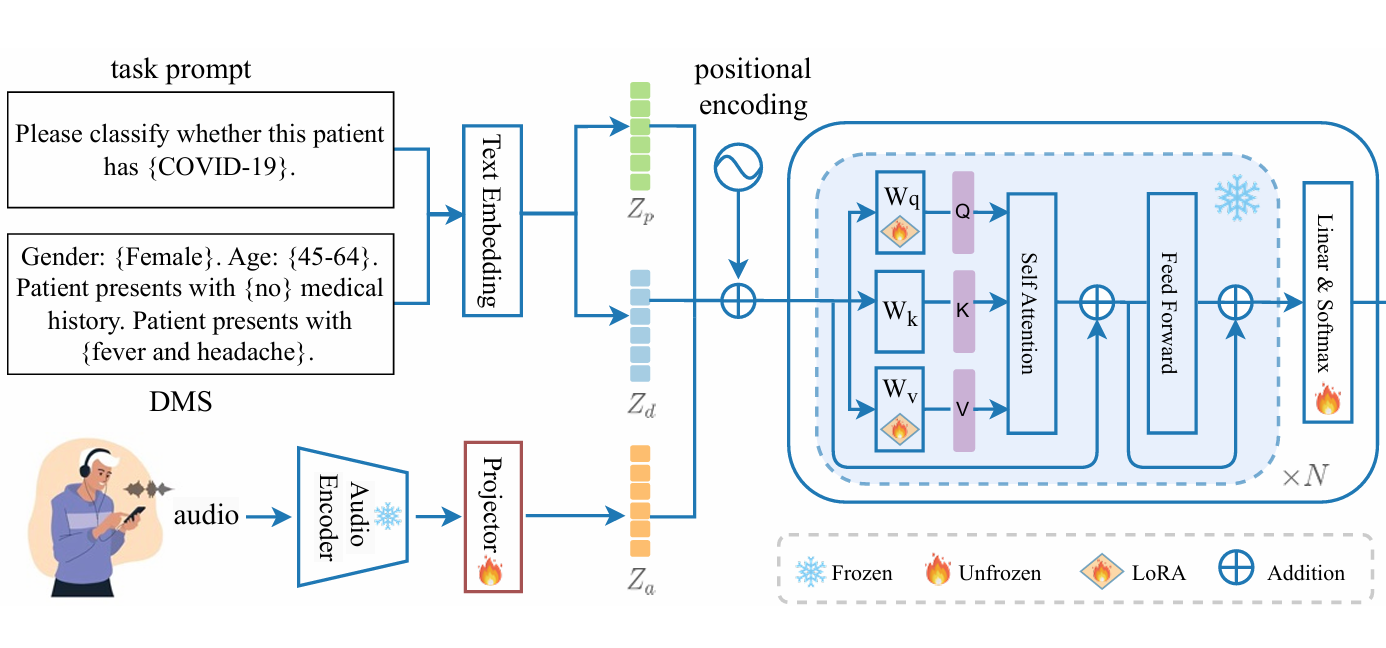 task prompt
Please classify whether this patient
has {COVID-19}.
Gender: {Female}. Age: {45-64}.
Patient presents with {no} medical
history. Patient presents with
{fever and headache}.
DMS
audio
Audio
Encoder
Text Embedding
Projector
Z_p
Z_d
Z_a
positional
encoding
W_q
W_k
W_v
Q
K
V
Self Attention
Feed Forward
Linear & Softmax
×N
Frozen
Unfrozen
LoRA
Addition